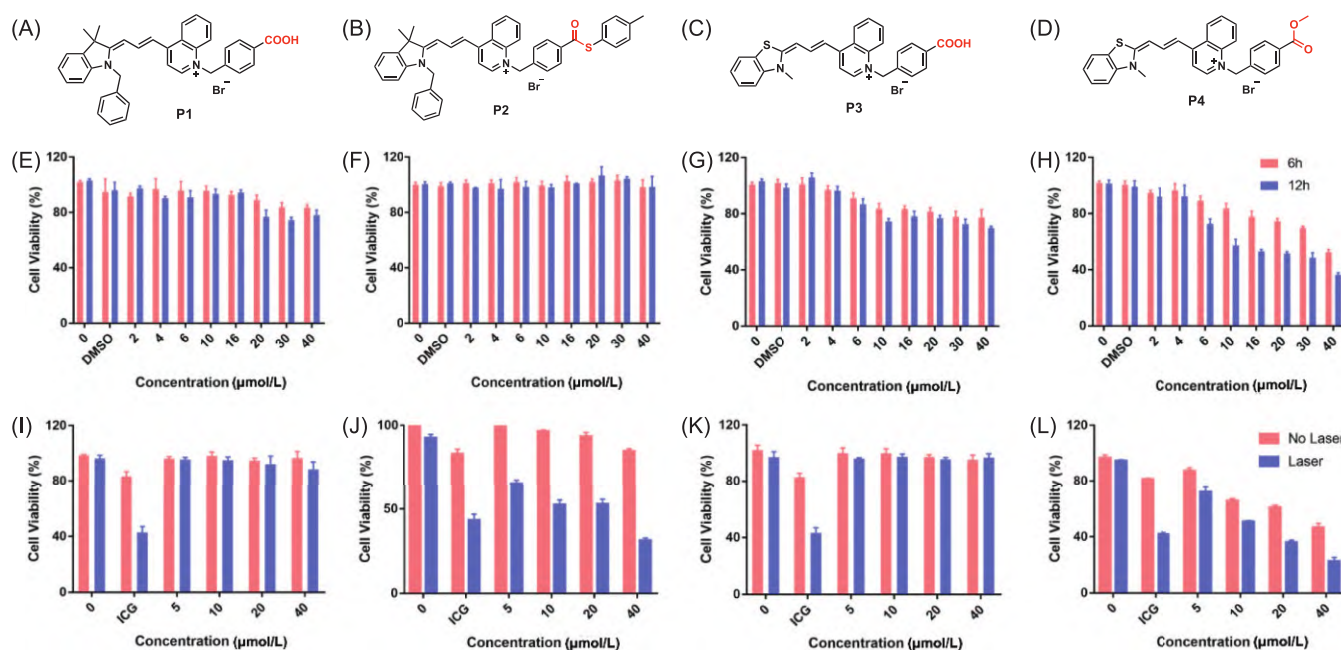 (A) (B) (C) (D)
COOH
N
N
+
Br−
P1
O
S
N
N
+
Br−
P2
S
N
N
+
COOH
Br−
P3
S
N
N
+
O
O
Br−
P4
(E) (F) (G) (H)
Cell Viability (%)
120
80
40
0
0 DMSO 2 4 6 10 16 20 30 40
Concentration (µmol/L)
Cell Viability (%)
120
80
40
0
0 DMSO 2 4 6 10 16 20 30 40
Concentration (µmol/L)
Cell Viability (%)
120
80
40
0
0 DMSO 2 4 6 10 16 20 30 40
Concentration (µmol/L)
Cell Viability (%)
120
80
40
0
6h
12h
0 DMSO 2 4 6 10 16 20 30 40
Concentration (µmol/L)
(I) (J) (K) (L)
Cell Viability (%)
120
80
40
0
0 ICG 5 10 20 40
Concentration (µmol/L)
Cell Viability (%)
100
50
0
0 ICG 5 10 20 40
Concentration (µmol/L)
Cell Viability (%)
120
80
40
0
0 ICG 5 10 20 40
Concentration (µmol/L)
Cell Viability (%)
120
80
40
0
No Laser
Laser
0 ICG 5 10 20 40
Concentration (µmol/L)